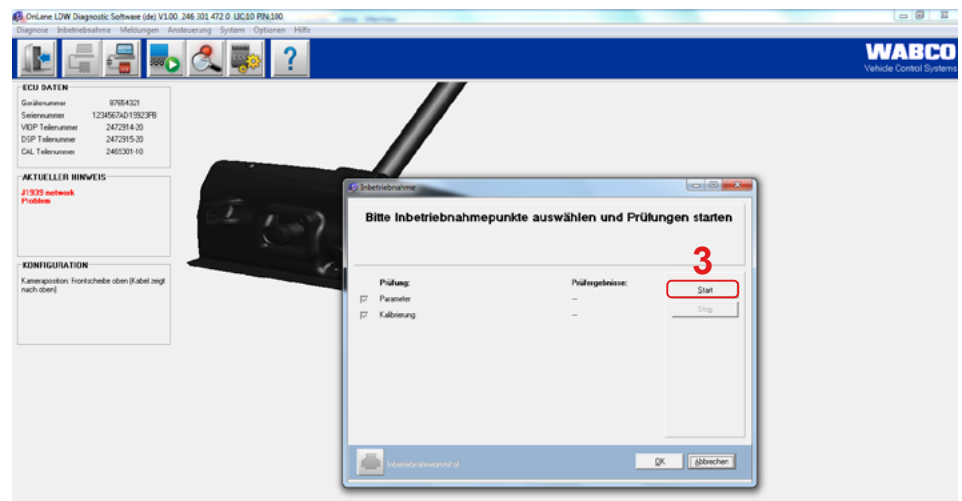 OnLane LDW Diagnostic Software (de) V1.00 246 301 472 0 LIC:10 PIN:100
Diagnose Inbetriebnahme Meldungen Ansteuerung System Optionen Hilfe
WABCO
Vehicle Control Systems
ECU DATEN
Gerätenummer 87654321
Seriennummer 1234567AD19923FB
VIOP Teilenummer 2472914-20
DSP Teilenummer 2472915-20
CAL Teilenummer 2465301-10
AKTUELLER HINWEIS
J1939 network
Problem
KONFIGURATION
Kameraposition: Frontscheibe oben (Kabel zeigt
nach oben)
Inbetriebnahme
Bitte Inbetriebnahmepunkte auswählen und Prüfungen starten
3
Prüfung: Prüfergebnisse:
Start
Parameter --
Stop
Kalibrierung --
OK Abbrechen